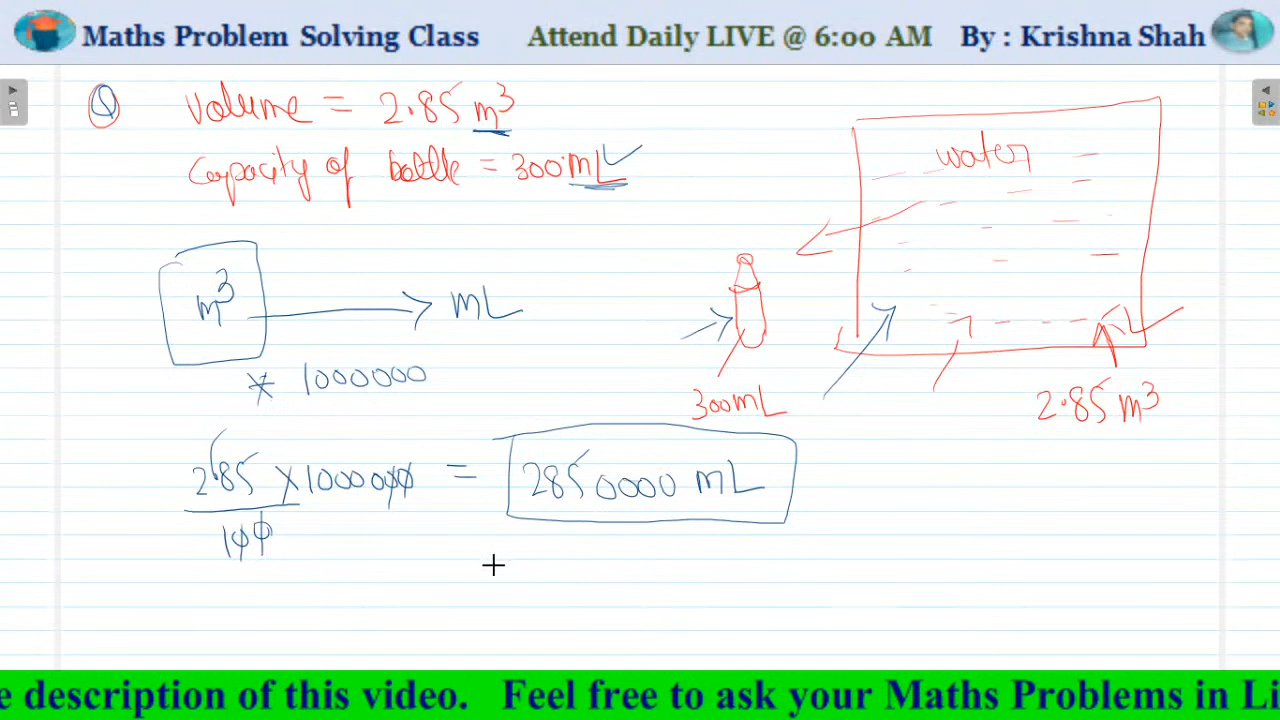 Maths Problem Solving Class Attend Daily LIVE @ 6:00 AM By : Krishna Shah
Q volume = 2.85 m³
Capacity of bottle = 300 mL
water
m³ → mL
* 1000000
300mL
2.85 m³
285 × 1000000 = 2850000 mL
100
e description of this video. Feel free to ask your Maths Problems in Li